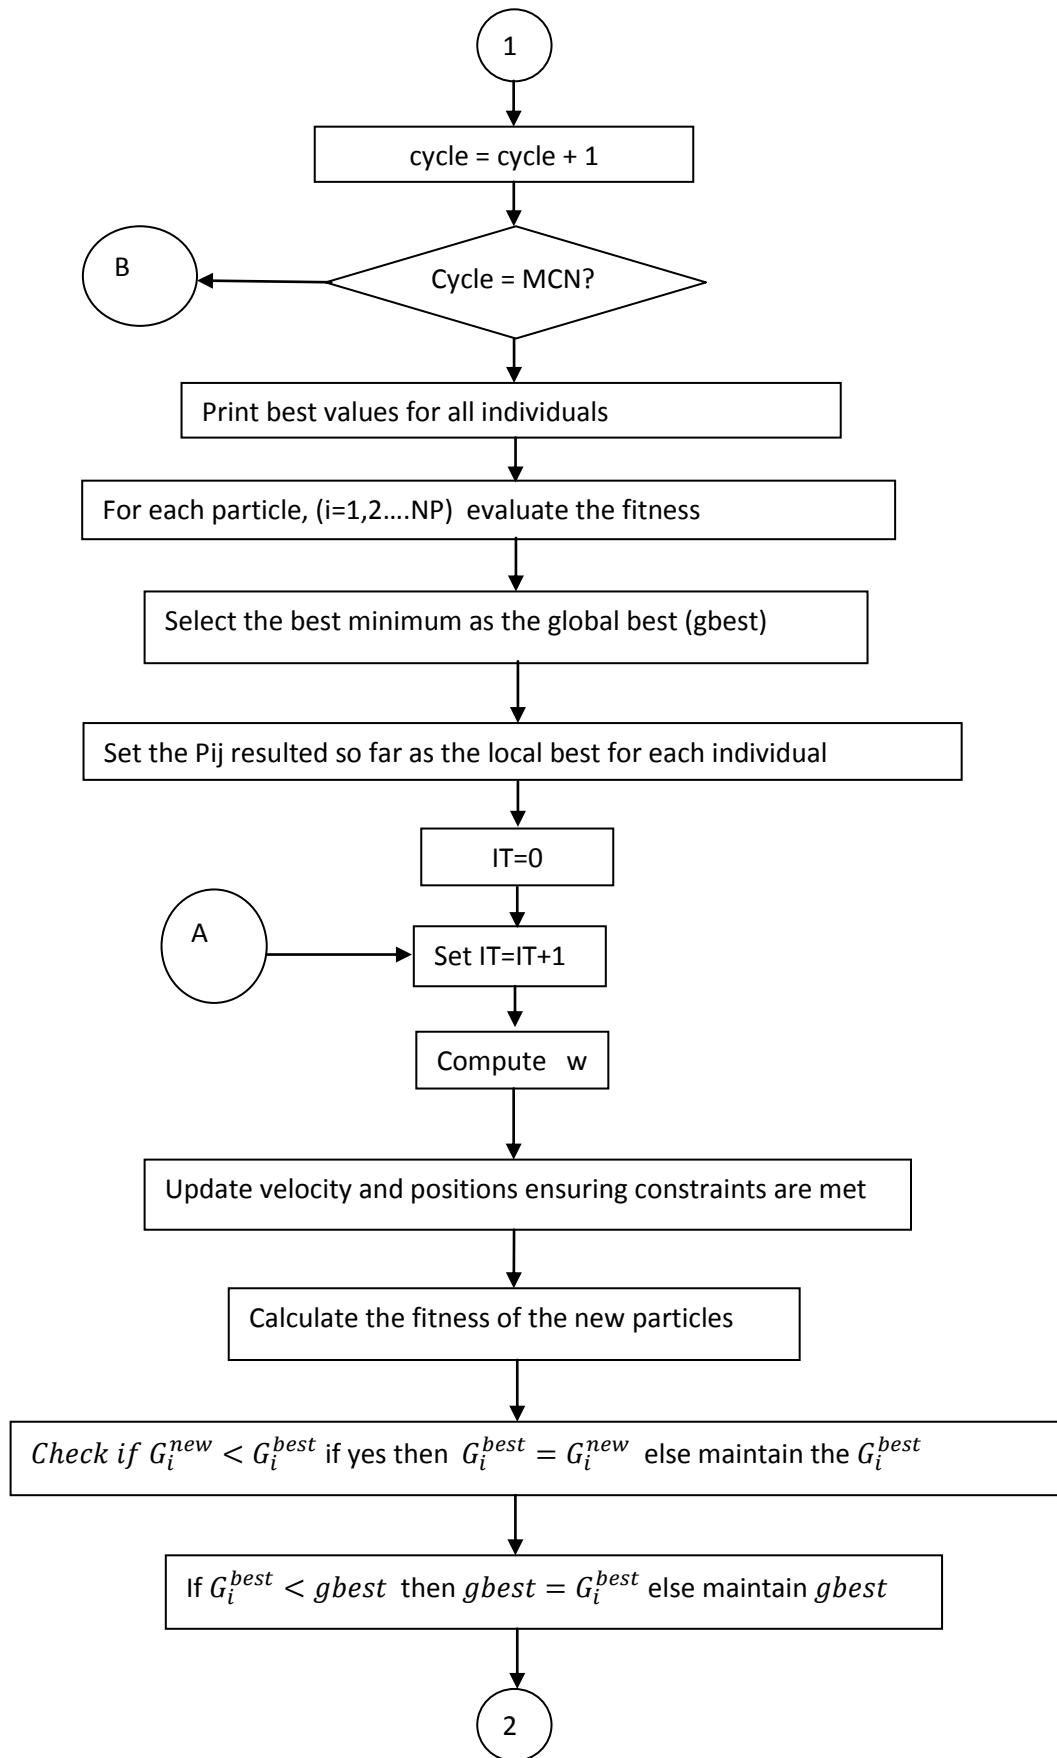 1
cycle = cycle + 1
B
Cycle = MCN?
Print best values for all individuals
For each particle, (i=1,2....NP) evaluate the fitness
Select the best minimum as the global best (gbest)
Set the Pij resulted so far as the local best for each individual
IT=0
A
Set IT=IT+1
Compute w
Update velocity and positions ensuring constraints are met
Calculate the fitness of the new particles
Check if $G_i^{new} < G_i^{best}$ if yes then $G_i^{best} = G_i^{new}$ else maintain the $G_i^{best}$
If $G_i^{best} < gbest$ then $gbest = G_i^{best}$ else maintain $gbest$
2